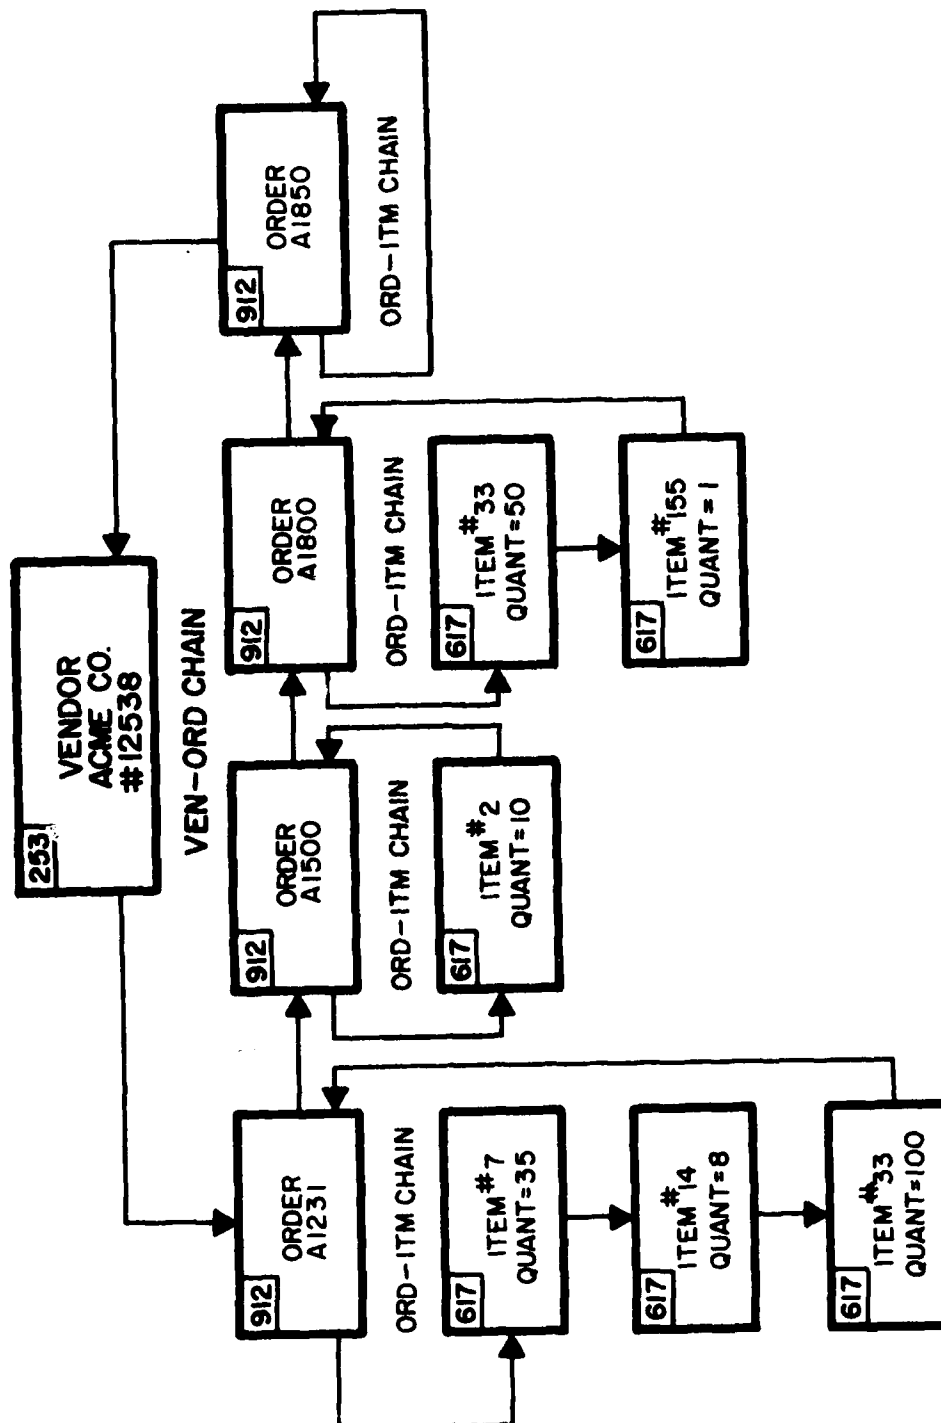 253
VENDOR
ACME CO.
#12538
VEN-ORD CHAIN
912
ORDER
A1231
912
ORDER
A1500
912
ORDER
A1800
912
ORDER
A1850
ORD-ITM CHAIN
ORD-ITM CHAIN
ORD-ITM CHAIN
ORD-ITM CHAIN
617
ITEM #7
QUANT=35
617
ITEM #2
QUANT=10
617
ITEM #33
QUANT=50
617
ITEM #14
QUANT=8
617
ITEM #155
QUANT=1
617
ITEM #33
QUANT=100